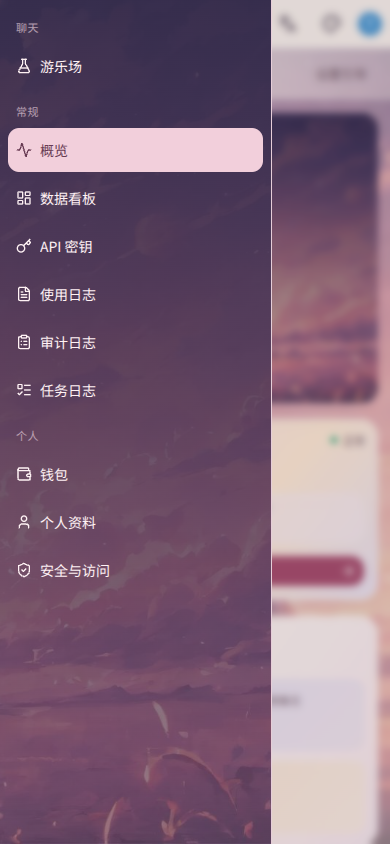 聊天
游乐场
常规
概览
数据看板
API 密钥
使用日志
审计日志
任务日志
个人
钱包
个人资料
安全与访问